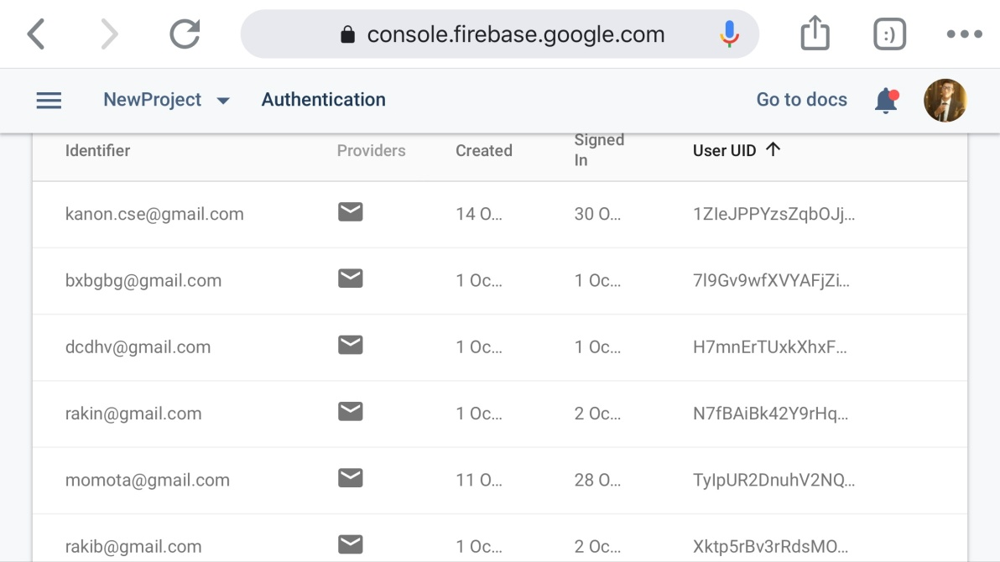 console.firebase.google.com
:)
NewProject Authentication Go to docs
Identifier Providers Created Signed In User UID
kanon.cse@gmail.com 14 O... 30 O... 1ZIeJPPYzsZqbOJj...
bxbgbg@gmail.com 1 Oc... 1 Oc... 7l9Gv9wfXVYAFjZi...
dcdhv@gmail.com 1 Oc... 1 Oc... H7mnErTUxkXhxF...
rakin@gmail.com 1 Oc... 2 Oc... N7fBAiBk42Y9rHq...
momota@gmail.com 11 O... 28 O... TyIpUR2DnuhV2NQ...
rakib@gmail.com 1 Oc... 2 Oc... Xktp5rBv3rRdsMO...